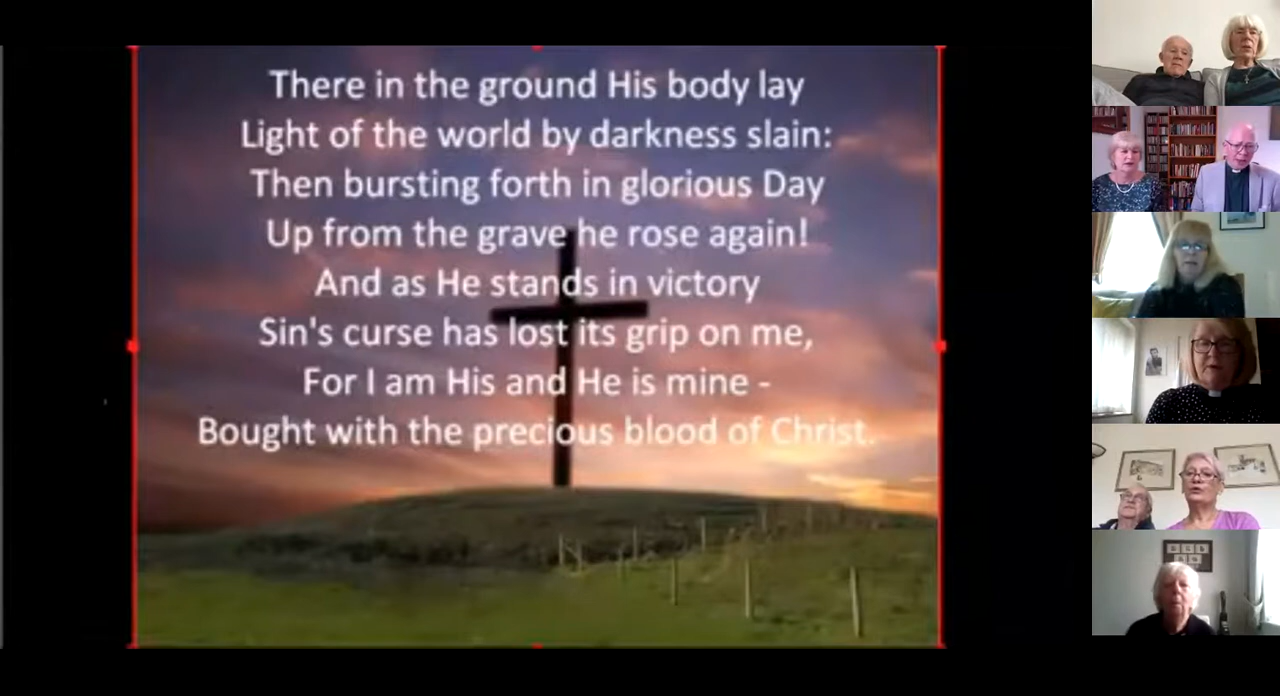 There in the ground His body lay
Light of the world by darkness slain:
Then bursting forth in glorious Day
Up from the grave he rose again!
And as He stands in victory
Sin's curse has lost its grip on me,
For I am His and He is mine -
Bought with the precious blood of Christ.